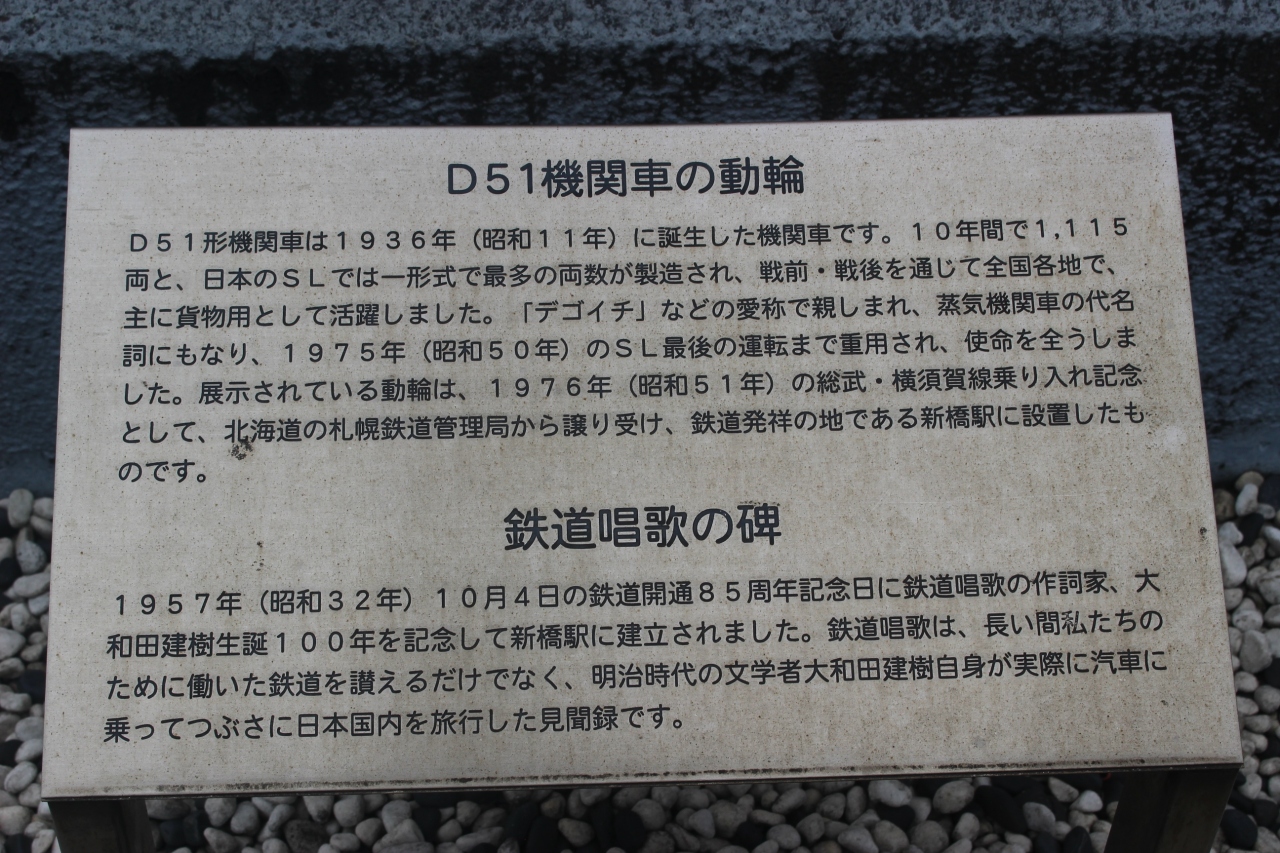 Ｄ５１機関車の動輪
Ｄ５１形機関車は１９３６年（昭和１１年）に誕生した機関車です。１０年間で１,１１５
両と、日本のＳＬでは一形式で最多の両数が製造され、戦前・戦後を通じて全国各地で、
主に貨物用として活躍しました。「デゴイチ」などの愛称で親しまれ、蒸気機関車の代名
詞にもなり、１９７５年（昭和５０年）のＳＬ最後の運転まで重用され、使命を全うしま
した。展示されている動輪は、１９７６年（昭和５１年）の総武・横須賀線乗り入れ記念
として、北海道の札幌鉄道管理局から譲り受け、鉄道発祥の地である新橋駅に設置したも
のです。
鉄道唱歌の碑
１９５７年（昭和３２年）１０月４日の鉄道開通８５周年記念日に鉄道唱歌の作詞家、大
和田建樹生誕１００年を記念して新橋駅に建立されました。鉄道唱歌は、長い間私たちの
ために働いた鉄道を讃えるだけでなく、明治時代の文学者大和田建樹自身が実際に汽車に
乗ってつぶさに日本国内を旅行した見聞録です。